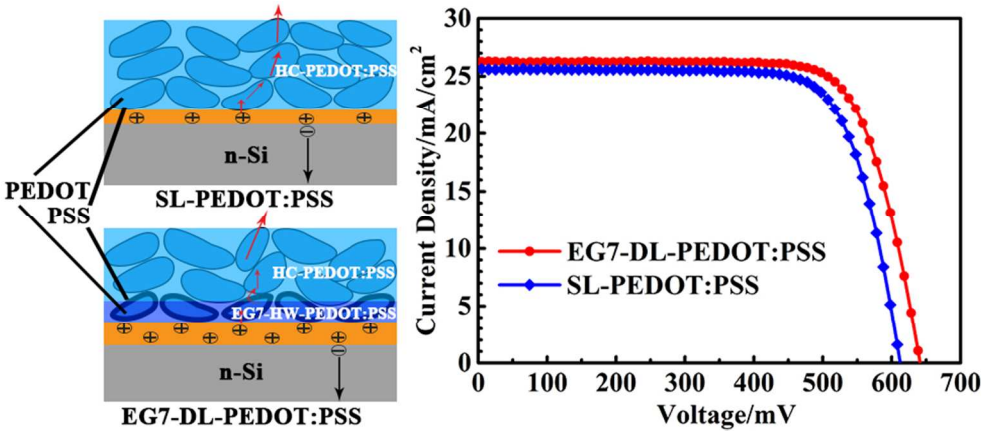 HC-PEDOT:PSS
n-Si
PEDOT
PSS
SL-PEDOT:PSS
HC-PEDOT:PSS
EG7-HW-PEDOT:PSS
n-Si
EG7-DL-PEDOT:PSS
Current Density/mA/cm²
30
25
20
15
10
5
0
EG7-DL-PEDOT:PSS
SL-PEDOT:PSS
0 100 200 300 400 500 600 700
Voltage/mV